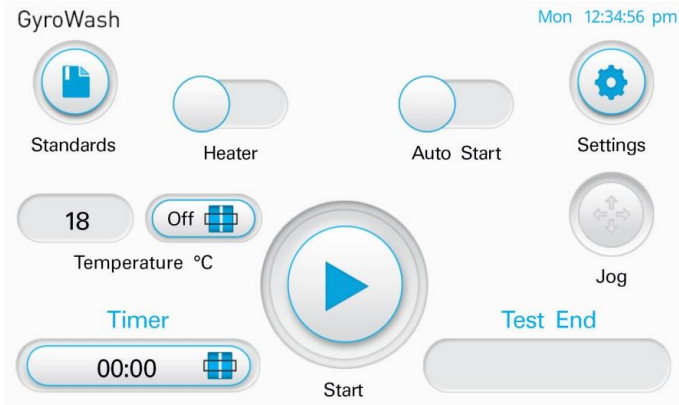 GyroWash
Mon 12:34:56 pm
Standards
Heater
Auto Start
Settings
18
Off
Temperature °C
Jog
Timer
Test End
00:00
Start